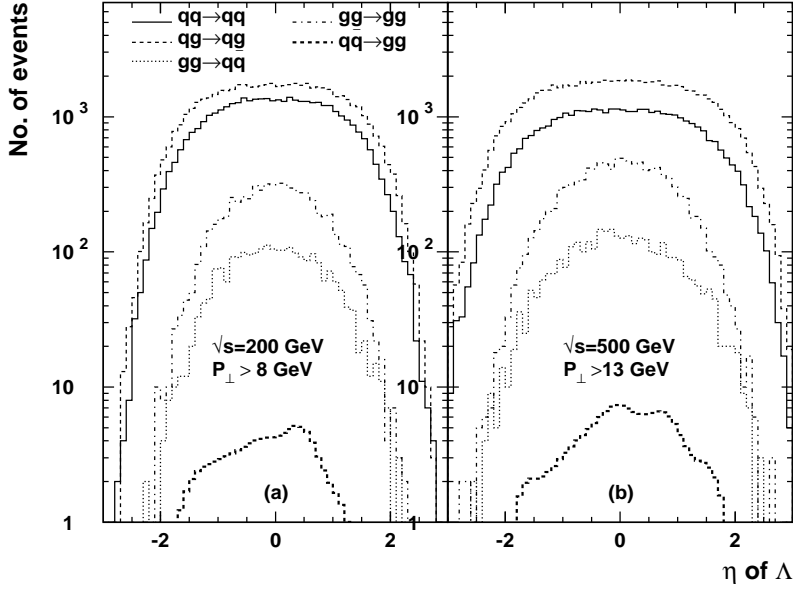 No. of events
qq→qq
qg→qg
gg→qq̅
gg→gg
qq̅→gg
10³
10²
10
1
10³
10²
10
1
√s=200 GeV
P⊥ > 8 GeV
(a)
√s=500 GeV
P⊥ >13 GeV
(b)
-2 0 2 -2 0 2
η of Λ